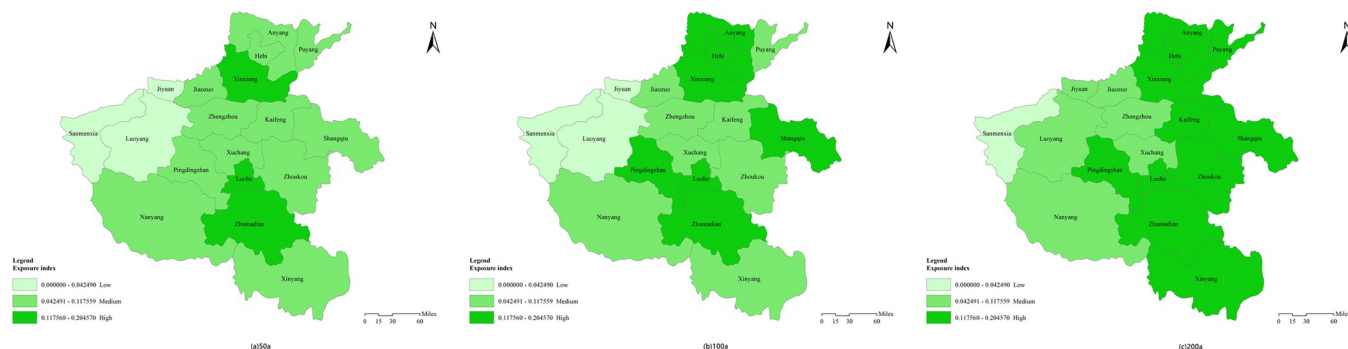 N
Anyang
Puyang
Hebi
Xinxiang
Jiyuan
Jiaozuo
Sanmenxia
Luoyang
Zhengzhou
Kaifeng
Shangqiu
Xuchang
Pingdingshan
Luohe
Zhoukou
Nanyang
Zhumadian
Xinyang
Legend
Exposure index
0.000000 - 0.042490 Low
0.042491 - 0.117559 Medium
0.117560 - 0.204570 High
Miles
0 15 30 60
(a)50a
N
Anyang
Puyang
Hebi
Xinxiang
Jiyuan
Jiaozuo
Sanmenxia
Luoyang
Zhengzhou
Kaifeng
Shangqiu
Xuchang
Pingdingshan
Luohe
Zhoukou
Nanyang
Zhumadian
Xinyang
Legend
Exposure index
0.000000 - 0.042490 Low
0.042491 - 0.117559 Medium
0.117560 - 0.204570 High
Miles
0 15 30 60
(b)100a
N
Anyang
Puyang
Hebi
Xinxiang
Jiyuan
Jiaozuo
Sanmenxia
Luoyang
Zhengzhou
Kaifeng
Shangqiu
Xuchang
Pingdingshan
Luohe
Zhoukou
Nanyang
Zhumadian
Xinyang
Legend
Exposure index
0.000000 - 0.042490 Low
0.042491 - 0.117559 Medium
0.117560 - 0.204570 High
Miles
0 15 30 60
(c)200a